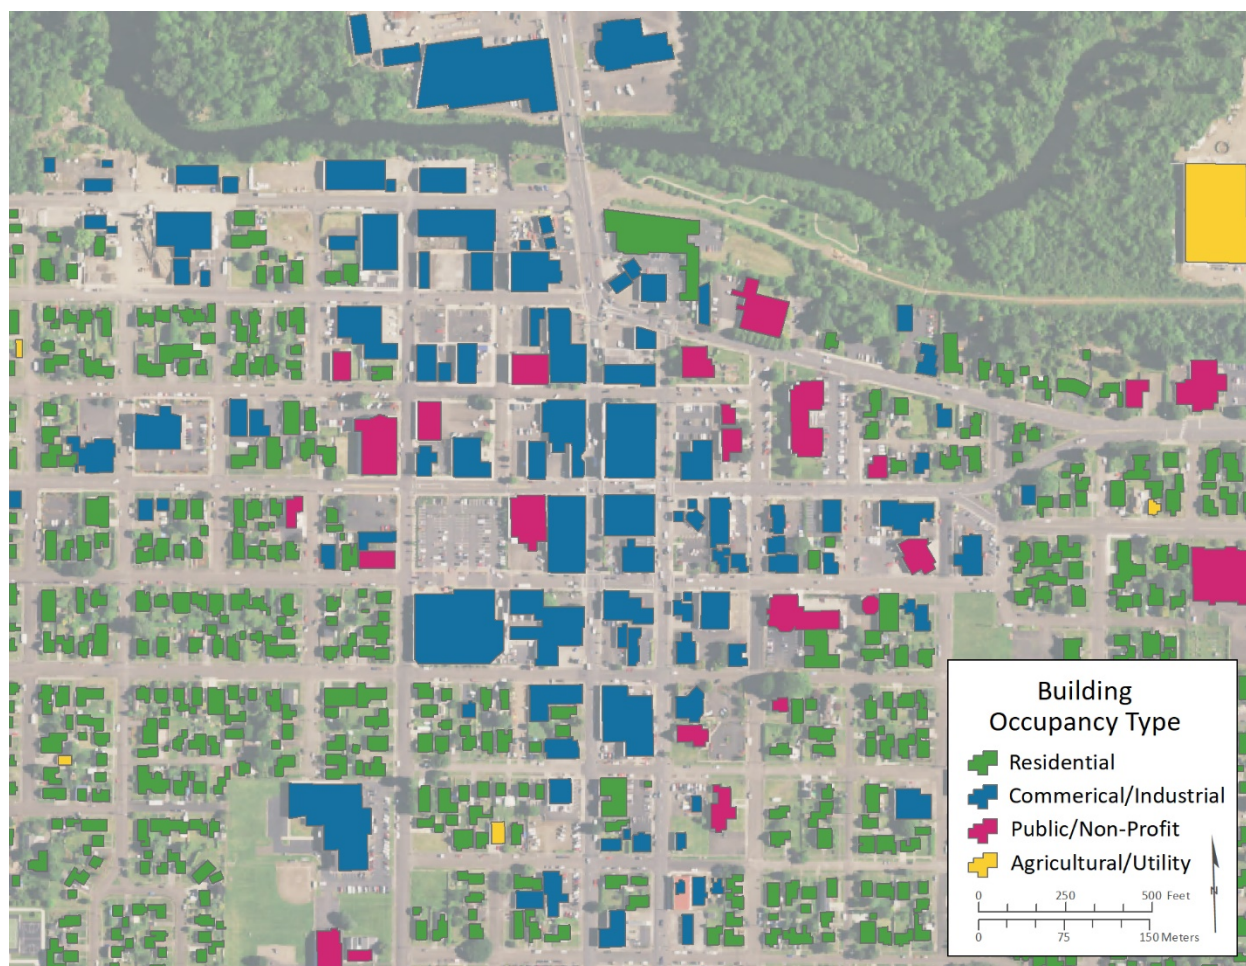 Building
Occupancy Type
Residential
Commerical/Industrial
Public/Non-Profit
Agricultural/Utility
0 250 500 Feet
0 75 150 Meters
N